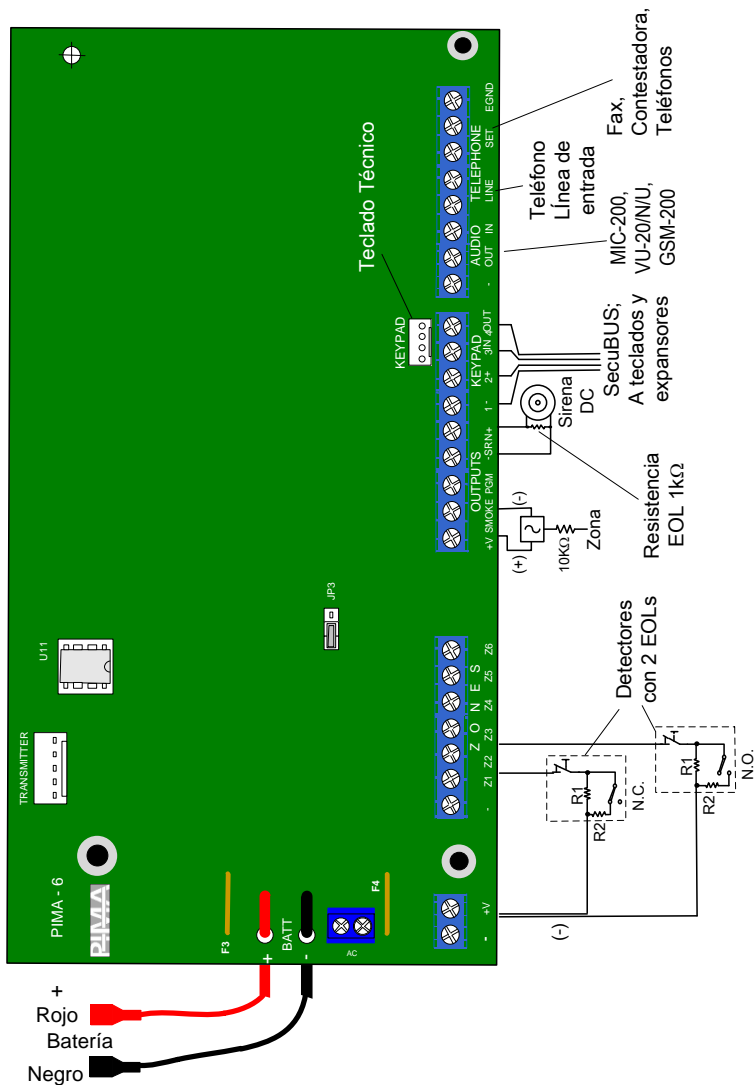 +
Rojo
Batería
Negro
PIMA - 6
PIMA
TRANSMITTER
U11
JP3
F3
+
BATT
-
AC
F4
- +V
(-)
- Z1 Z2 Z3 Z4 Z5 Z6
Z O N E S
R1
R2
N.C.
R1
R2
N.O.
Detectores
con 2 EOLs
+V SMOKE PGM -SRN+
OUTPUTS
1 - 2+ 3IN 4OUT
KEYPAD
KEYPAD
Teclado Técnico
(+)
(-)
10KΩ
Zona
Resistencia
EOL 1kΩ
Sirena
DC
SecuBUS;
A teclados y
expansores
- OUT IN
AUDIO
LINE SET EGND
TELEPHONE
MIC-200,
VU-20/N/U,
GSM-200
Teléfono
Línea de
entrada
Fax,
Contestadora,
Teléfonos